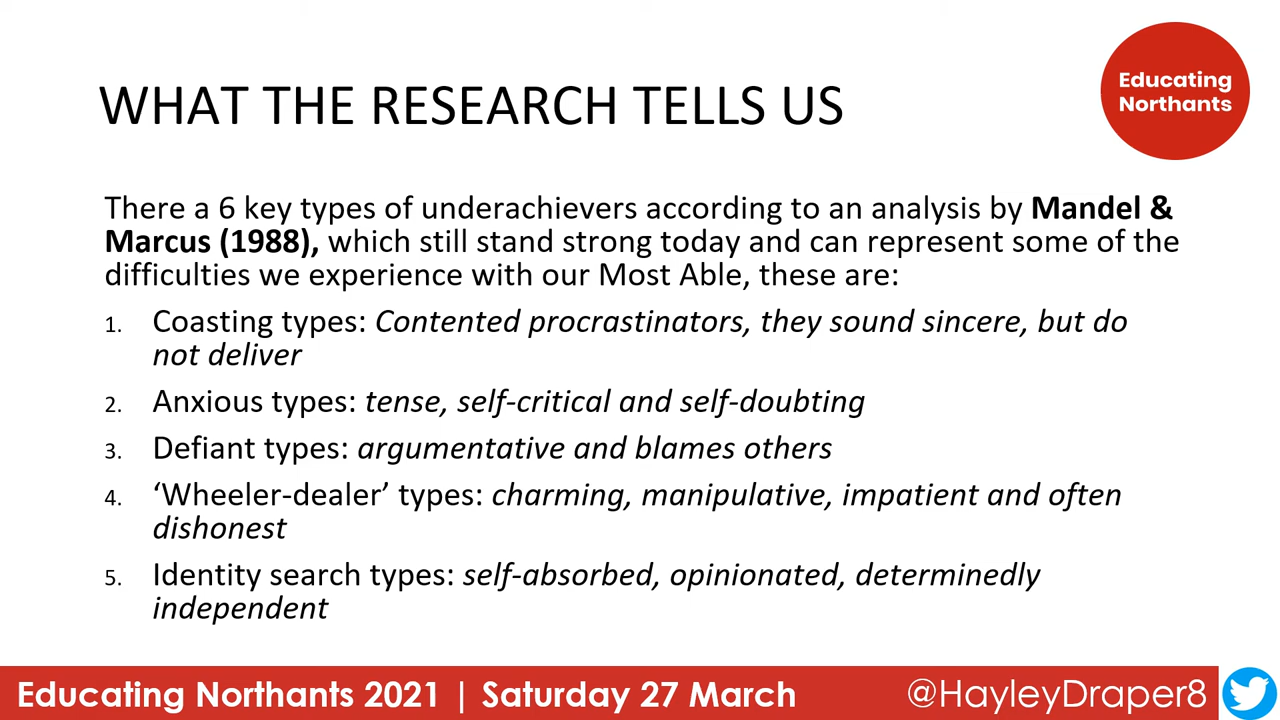 Educating
Northants
WHAT THE RESEARCH TELLS US
There a 6 key types of underachievers according to an analysis by Mandel &
Marcus (1988), which still stand strong today and can represent some of the
difficulties we experience with our Most Able, these are:
1. Coasting types: Contented procrastinators, they sound sincere, but do
not deliver
2. Anxious types: tense, self-critical and self-doubting
3. Defiant types: argumentative and blames others
4. ‘Wheeler-dealer’ types: charming, manipulative, impatient and often
dishonest
5. Identity search types: self-absorbed, opinionated, determinedly
independent
Educating Northants 2021 | Saturday 27 March
@HayleyDraper8